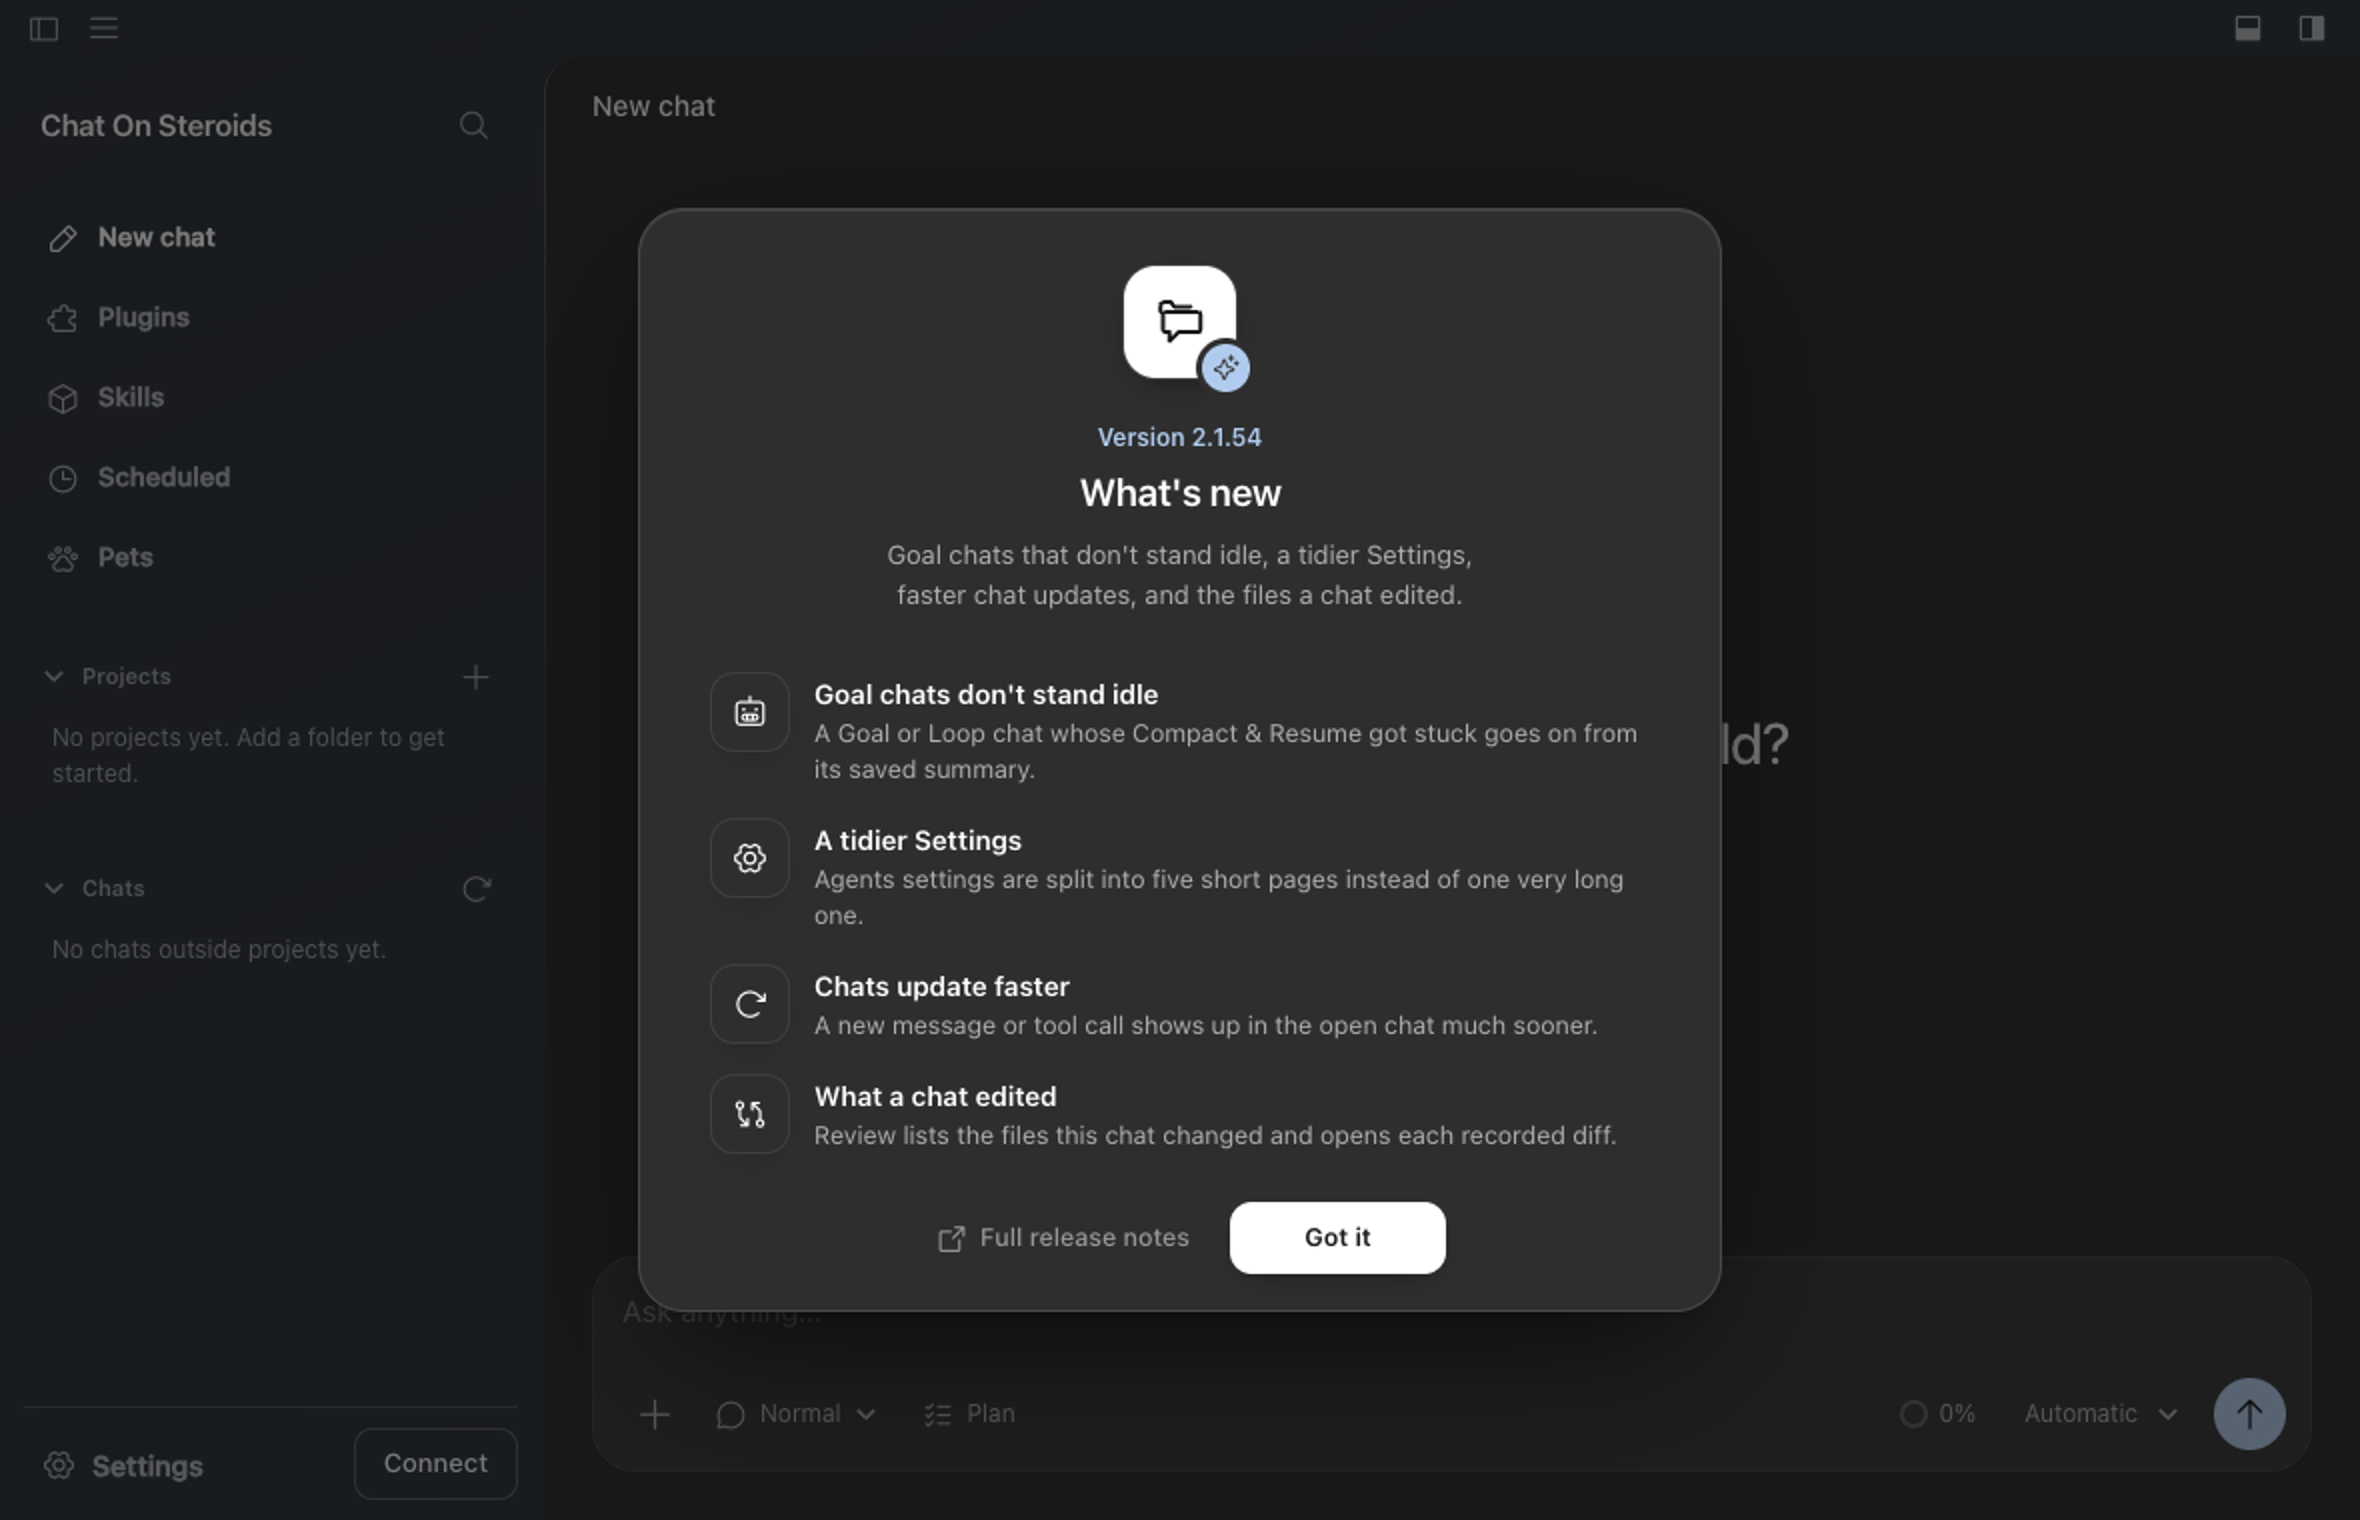 Chat On Steroids
New chat
Plugins
Skills
Scheduled
Pets
Projects
No projects yet. Add a folder to get
started.
Chats
No chats outside projects yet.
Settings
Connect
New chat
Version 2.1.54
What's new
Goal chats that don't stand idle, a tidier Settings,
faster chat updates, and the files a chat edited.
Goal chats don't stand idle
A Goal or Loop chat whose Compact & Resume got stuck goes on from
its saved summary.
A tidier Settings
Agents settings are split into five short pages instead of one very long
one.
Chats update faster
A new message or tool call shows up in the open chat much sooner.
What a chat edited
Review lists the files this chat changed and opens each recorded diff.
Full release notes
Got it
ld?
Ask anything...
Normal
Plan
0%
Automatic